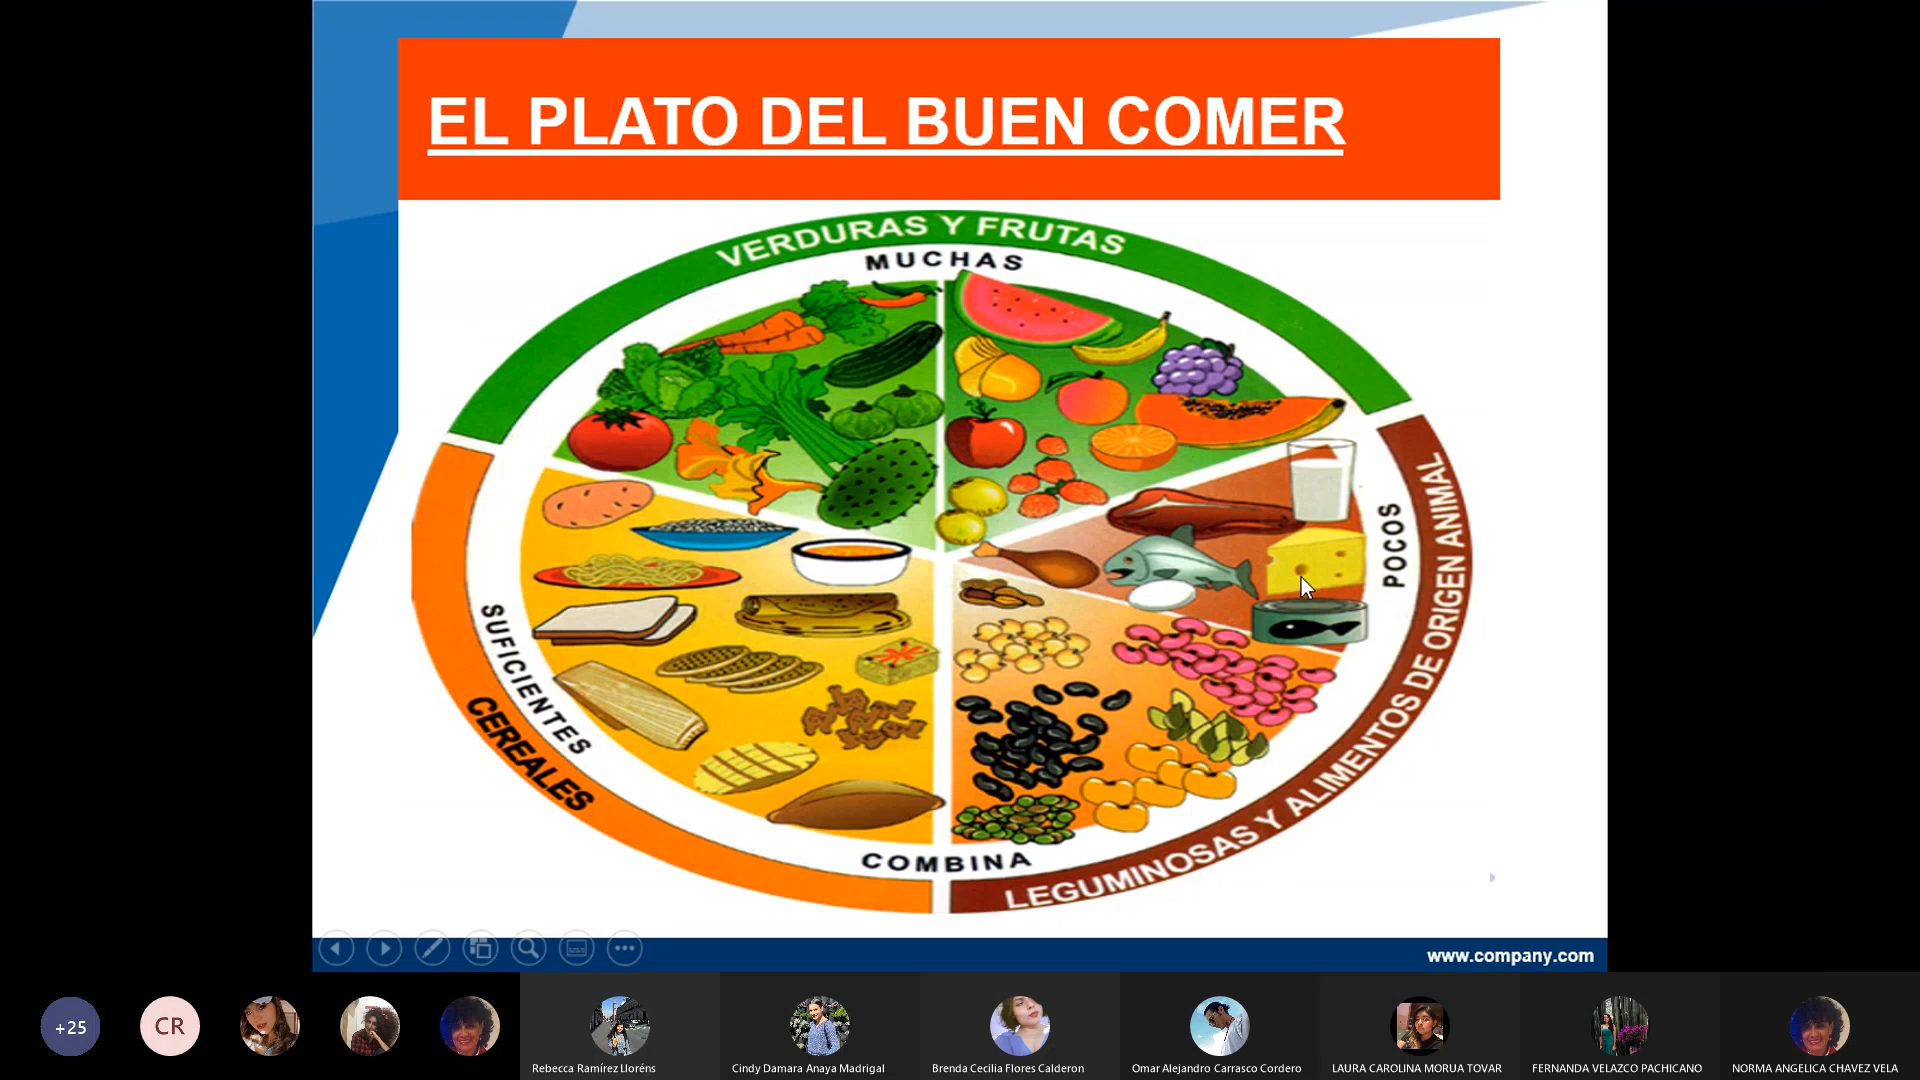 EL PLATO DEL BUEN COMER
VERDURAS Y FRUTAS
MUCHAS
POCOS
LEGUMINOSAS Y ALIMENTOS DE ORIGEN ANIMAL
SUFICIENTES
CEREALES
COMBINA
www.company.com
+25
CR
Rebecca Ramírez Lloréns
Cindy Damara Anaya Madrigal
Brenda Cecilia Flores Calderon
Omar Alejandro Carrasco Cordero
LAURA CAROLINA MORUA TOVAR
FERNANDA VELAZCO PACHICANO
NORMA ANGELICA CHAVEZ VELA